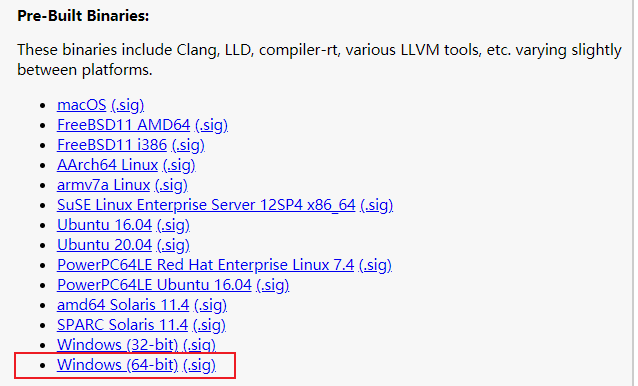 Pre-Built Binaries:
These binaries include Clang, LLD, compiler-rt, various LLVM tools, etc. varying slightly
between platforms.
• macOS (.sig)
• FreeBSD11 AMD64 (.sig)
• FreeBSD11 i386 (.sig)
• AArch64 Linux (.sig)
• armv7a Linux (.sig)
• SuSE Linux Enterprise Server 12SP4 x86_64 (.sig)
• Ubuntu 16.04 (.sig)
• Ubuntu 20.04 (.sig)
• PowerPC64LE Red Hat Enterprise Linux 7.4 (.sig)
• PowerPC64LE Ubuntu 16.04 (.sig)
• amd64 Solaris 11.4 (.sig)
• SPARC Solaris 11.4 (.sig)
• Windows (32-bit) (.sig)
• Windows (64-bit) (.sig)